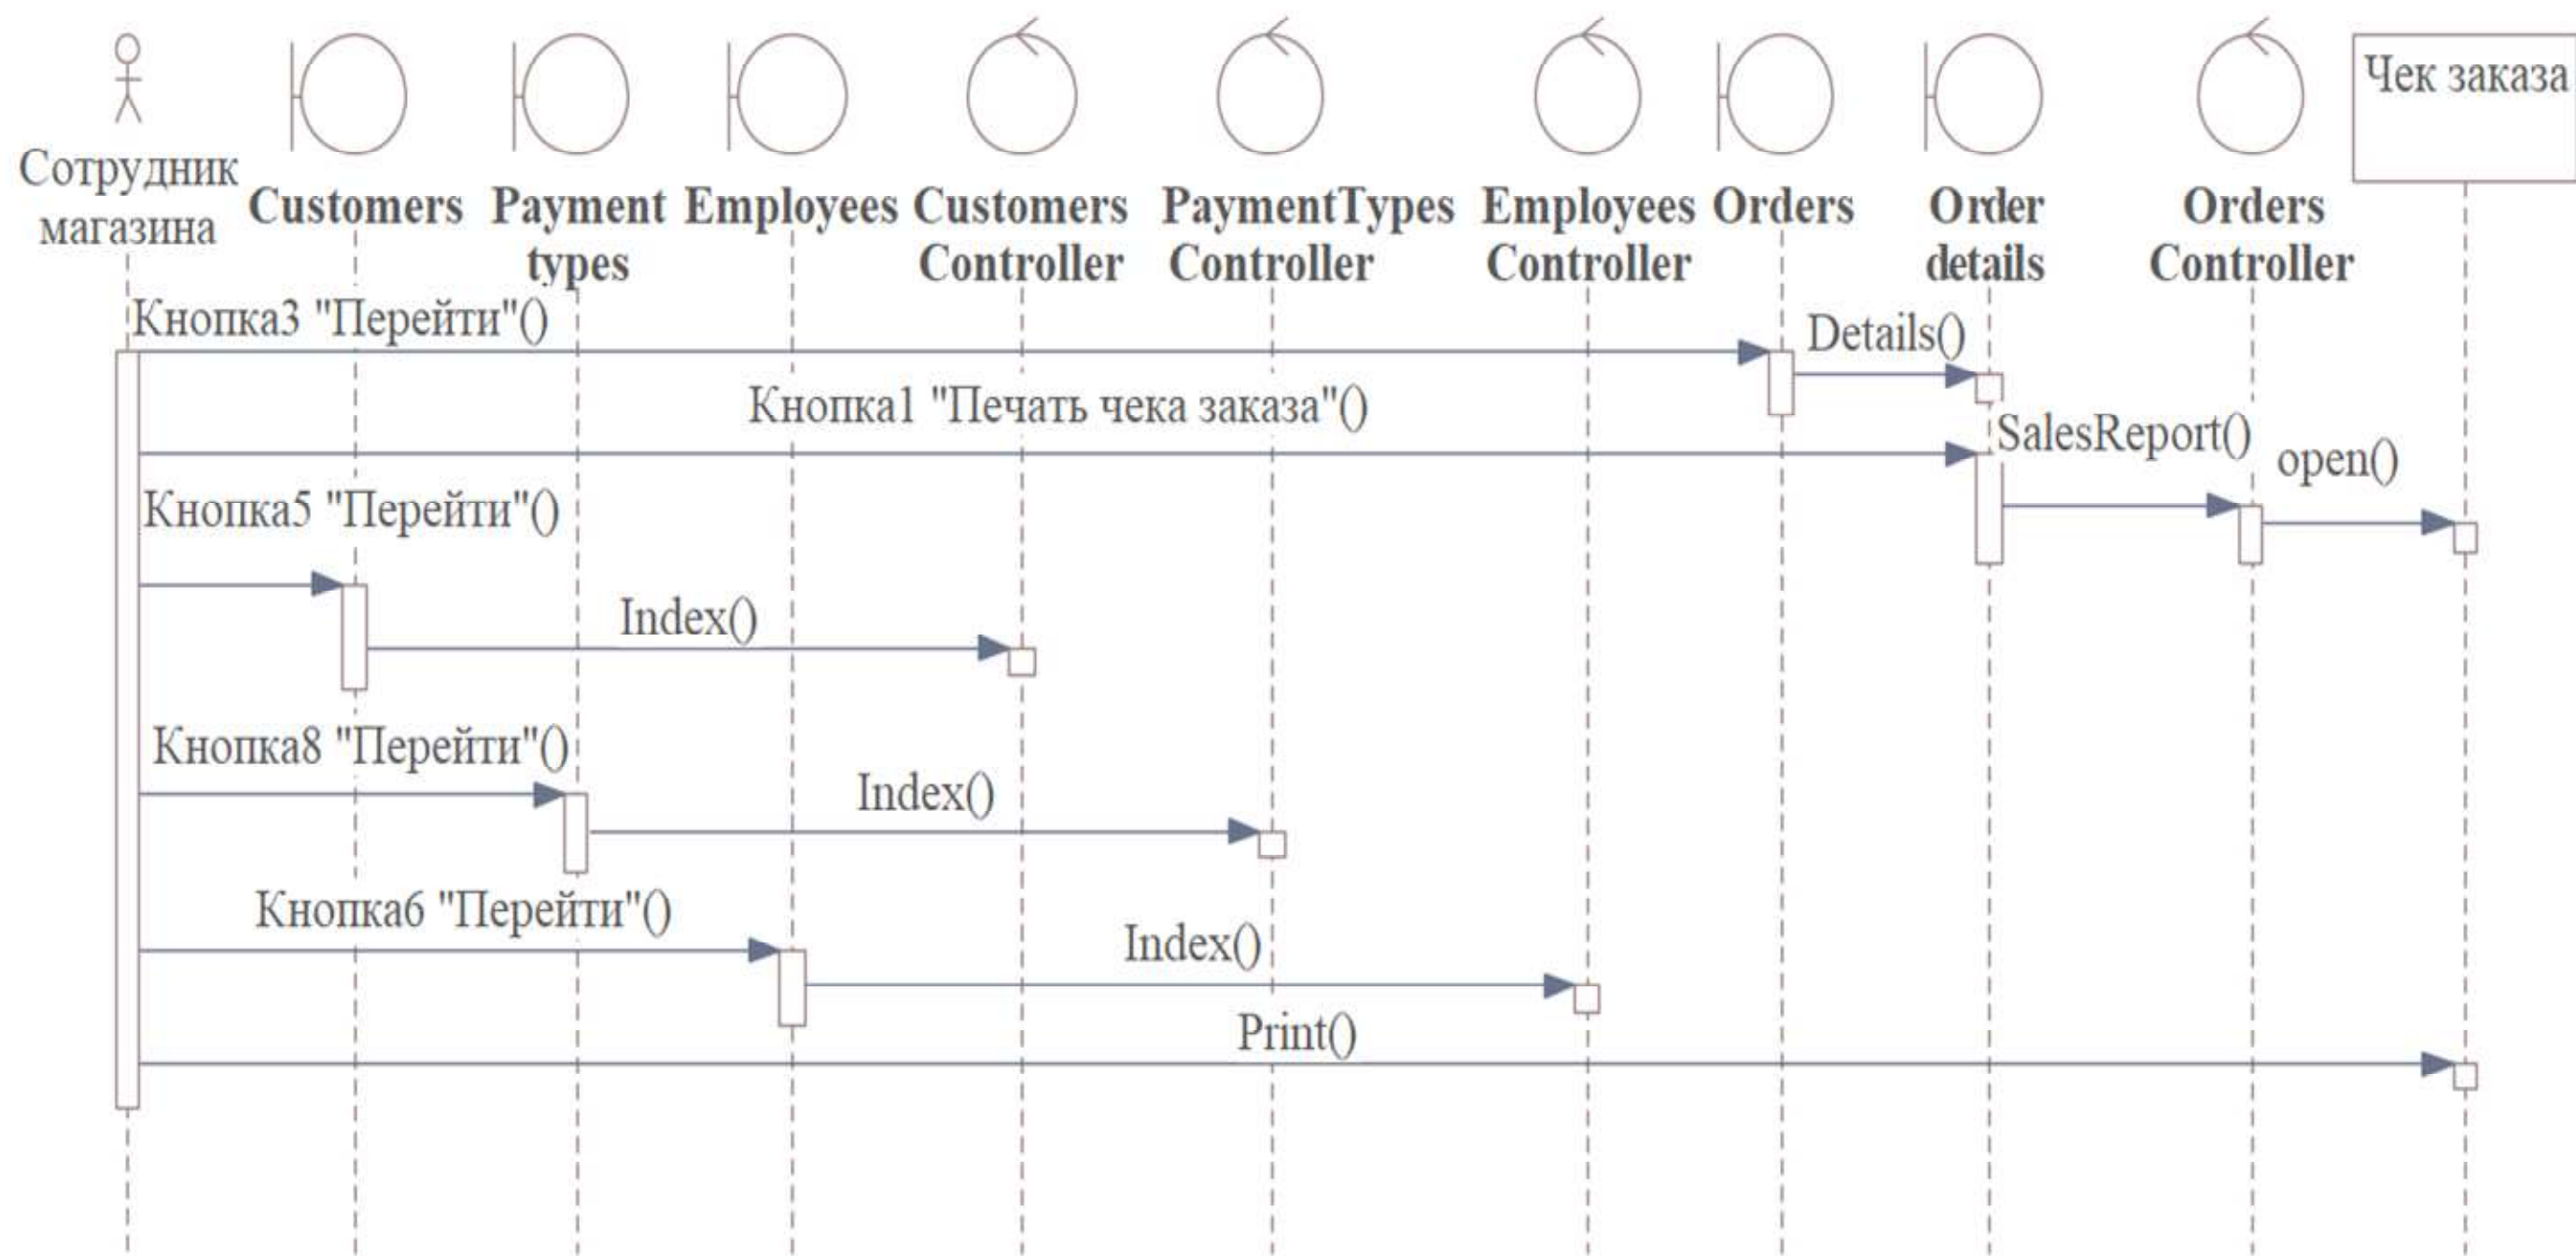 Чек заказа
Сотрудник
магазина
Customers
Payment
types
Employees
Customers
Controller
PaymentTypes
Controller
Employees
Controller
Orders
Order
details
Orders
Controller
Кнопка3 "Перейти"()
Details()
Кнопка1 "Печать чека заказа"()
SalesReport()
open()
Кнопка5 "Перейти"()
Index()
Кнопка8 "Перейти"()
Index()
Кнопка6 "Перейти"()
Index()
Print()